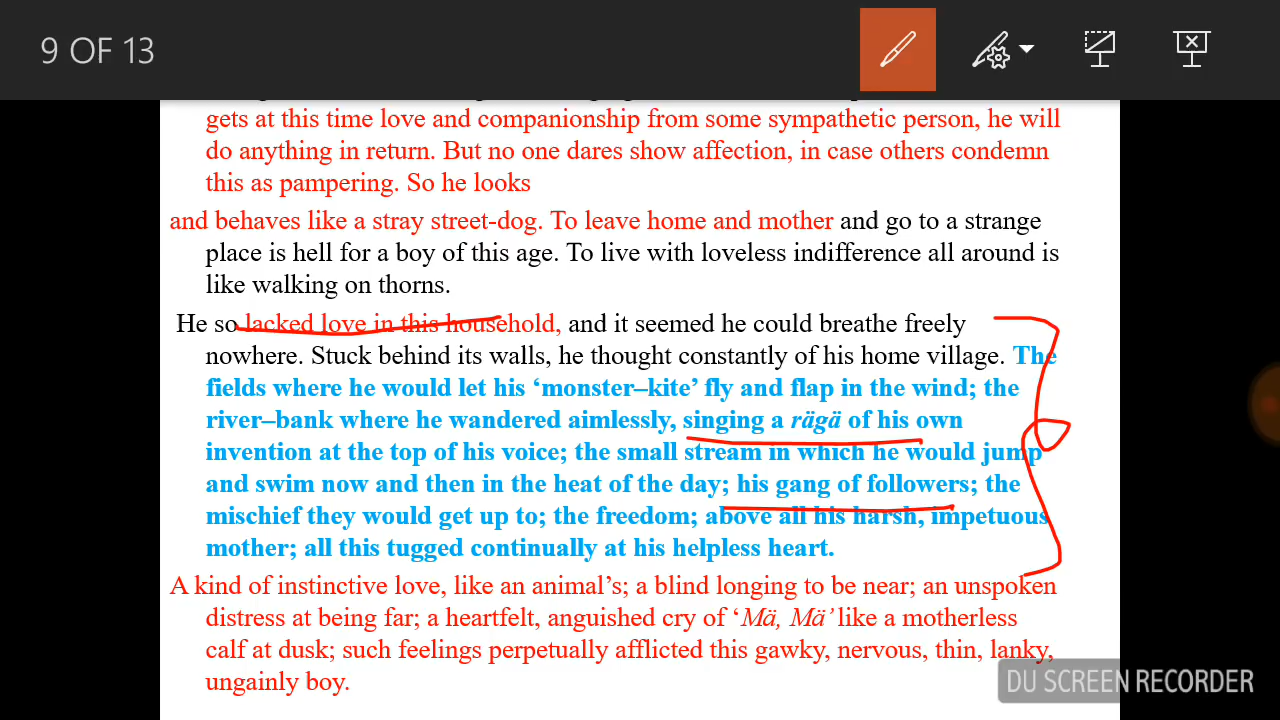 9 OF 13
gets at this time love and companionship from some sympathetic person, he will
do anything in return. But no one dares show affection, in case others condemn
this as pampering. So he looks
and behaves like a stray street-dog. To leave home and mother and go to a strange
place is hell for a boy of this age. To live with loveless indifference all around is
like walking on thorns.
He so lacked love in this household, and it seemed he could breathe freely
nowhere. Stuck behind its walls, he thought constantly of his home village. The
fields where he would let his ‘monster–kite’ fly and flap in the wind; the
river–bank where he wandered aimlessly, singing a rägä of his own
invention at the top of his voice; the small stream in which he would jump
and swim now and then in the heat of the day; his gang of followers; the
mischief they would get up to; the freedom; above all his harsh, impetuous
mother; all this tugged continually at his helpless heart.
A kind of instinctive love, like an animal’s; a blind longing to be near; an unspoken
distress at being far; a heartfelt, anguished cry of ‘Mä, Mä’ like a motherless
calf at dusk; such feelings perpetually afflicted this gawky, nervous, thin, lanky,
ungainly boy.
DU SCREEN RECORDER